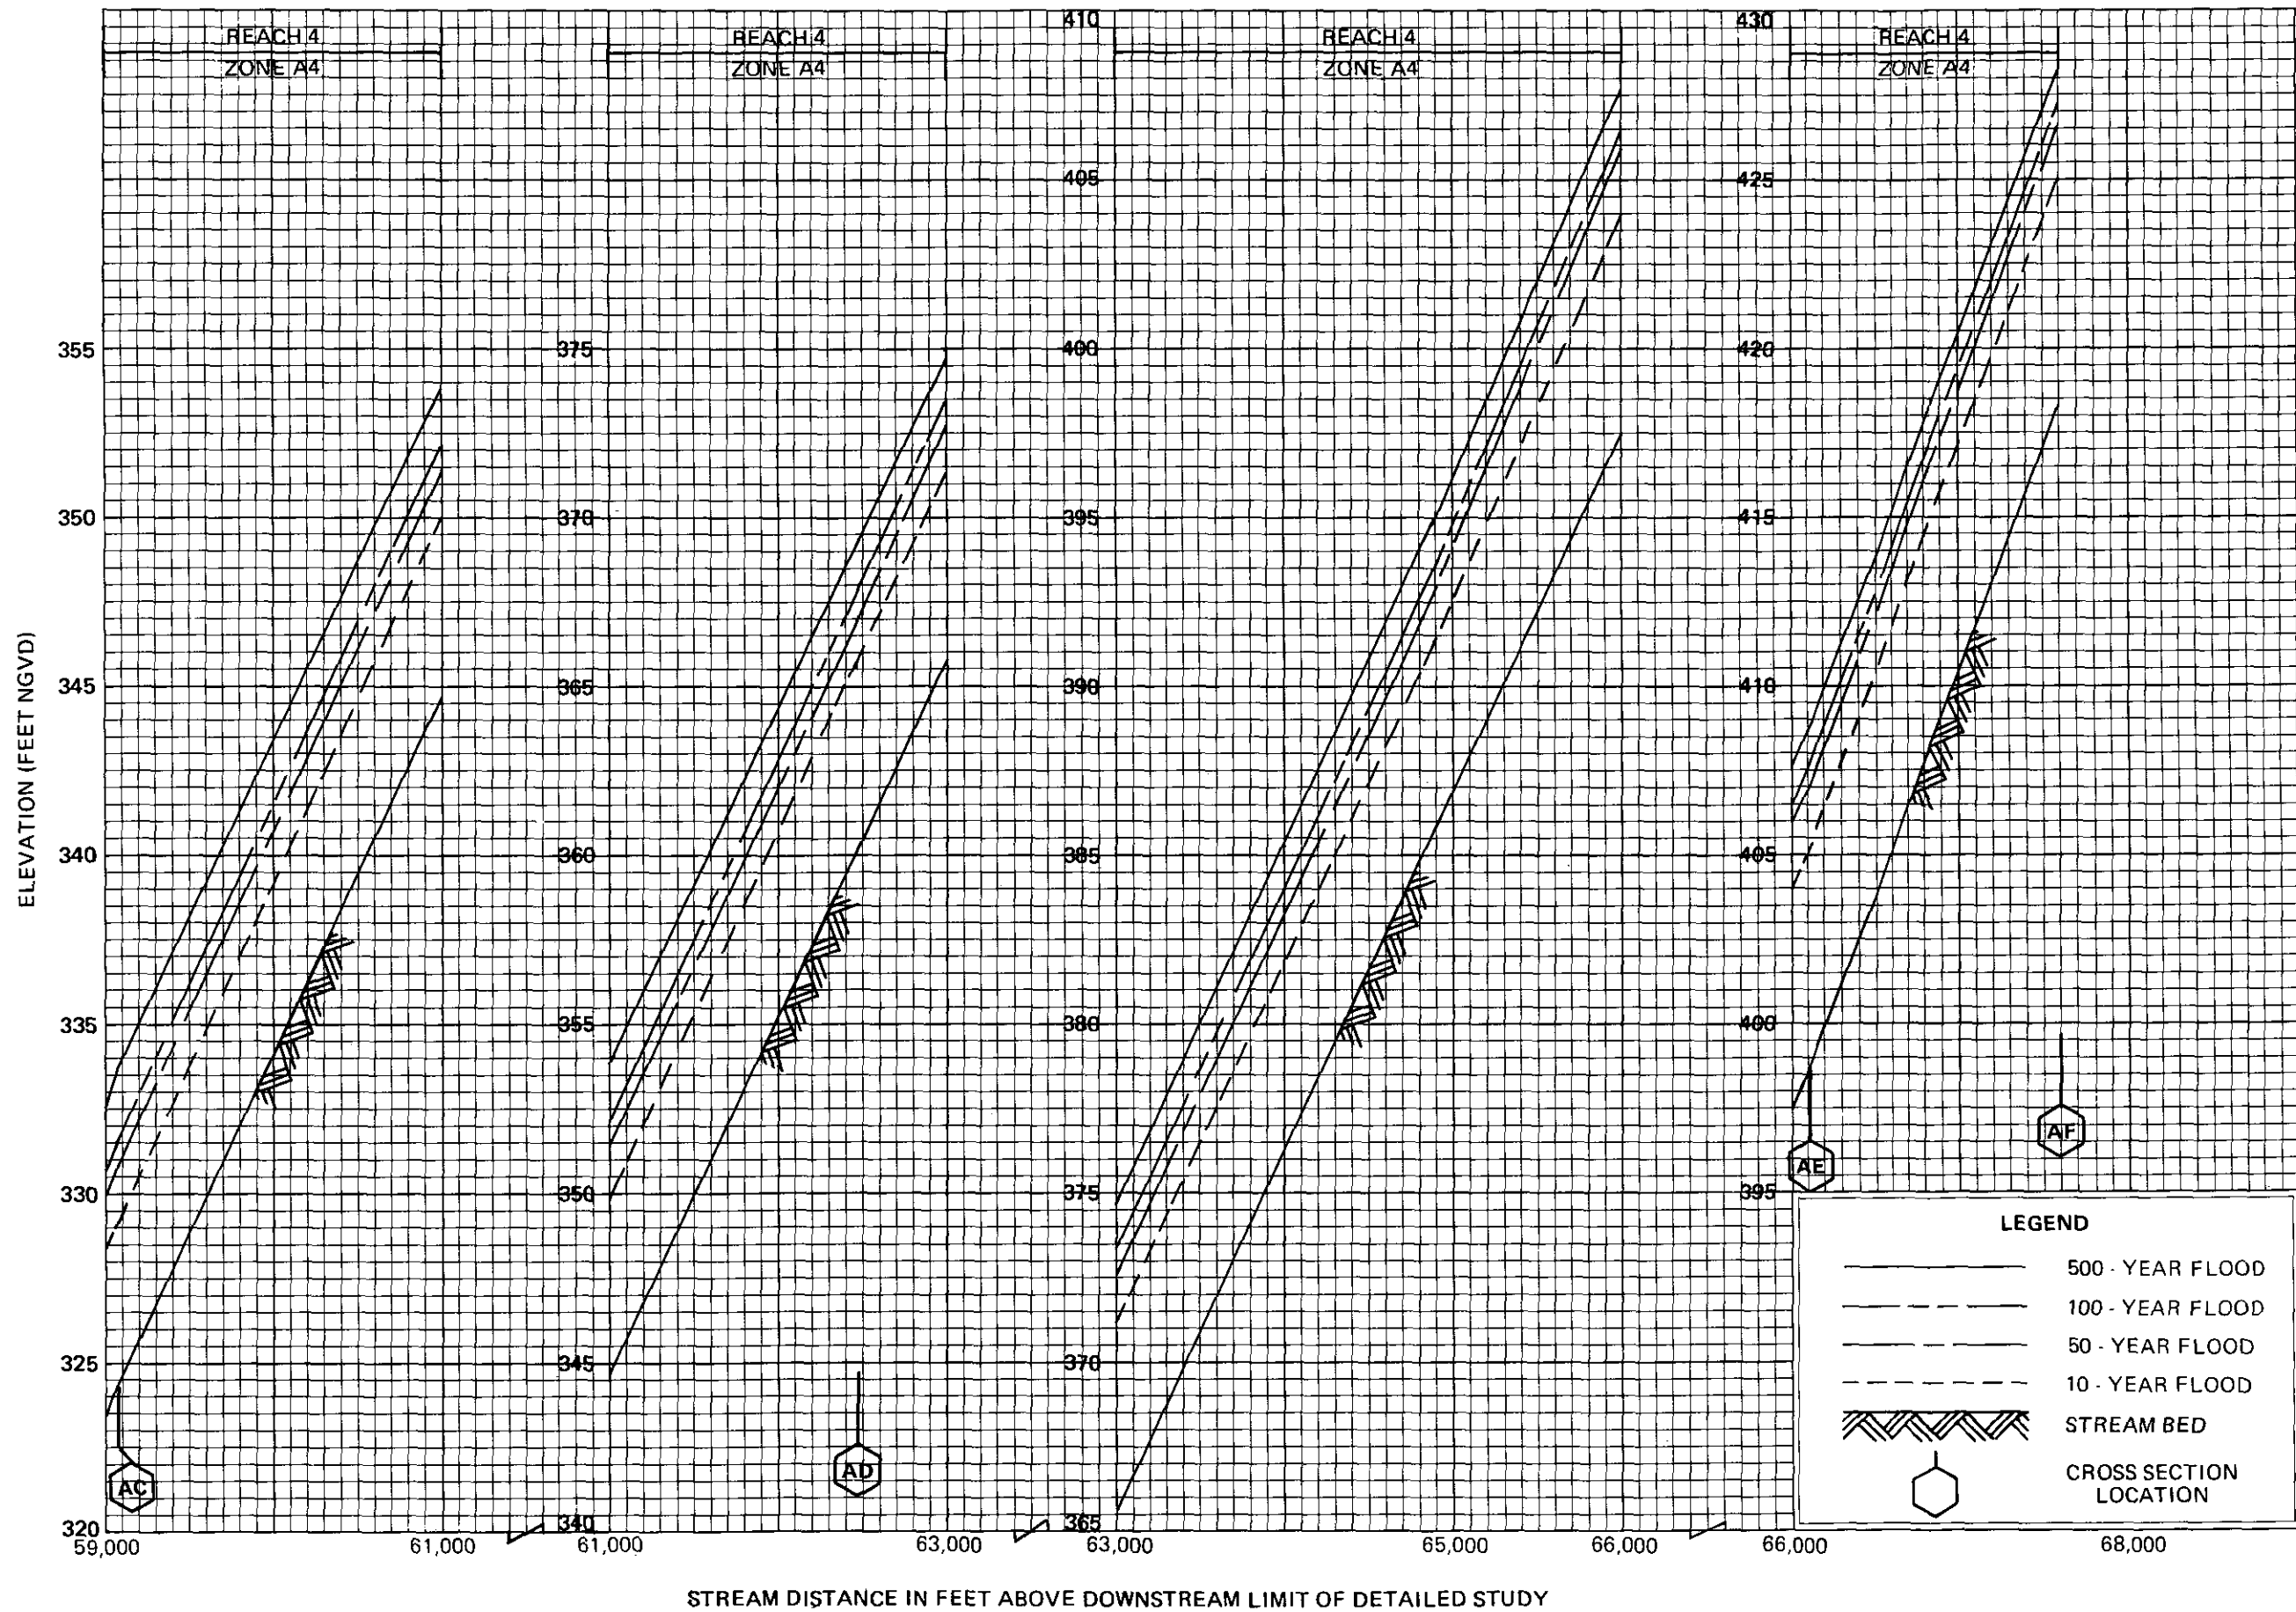 REACH 4
ZONE A4
REACH 4
ZONE A4
REACH 4
ZONE A4
REACH 4
ZONE A4
ELEVATION (FEET NGVD)
355
350
345
340
335
330
325
320
375
370
365
360
355
350
345
340
410
405
400
395
390
385
380
375
370
365
430
425
420
415
410
405
400
395
AC
AD
AE
AF
LEGEND
500 - YEAR FLOOD
100 - YEAR FLOOD
50 - YEAR FLOOD
10 - YEAR FLOOD
STREAM BED
CROSS SECTION
LOCATION
59,000 61,000 61,000 63,000 63,000 65,000 66,000 66,000 68,000
STREAM DISTANCE IN FEET ABOVE DOWNSTREAM LIMIT OF DETAILED STUDY